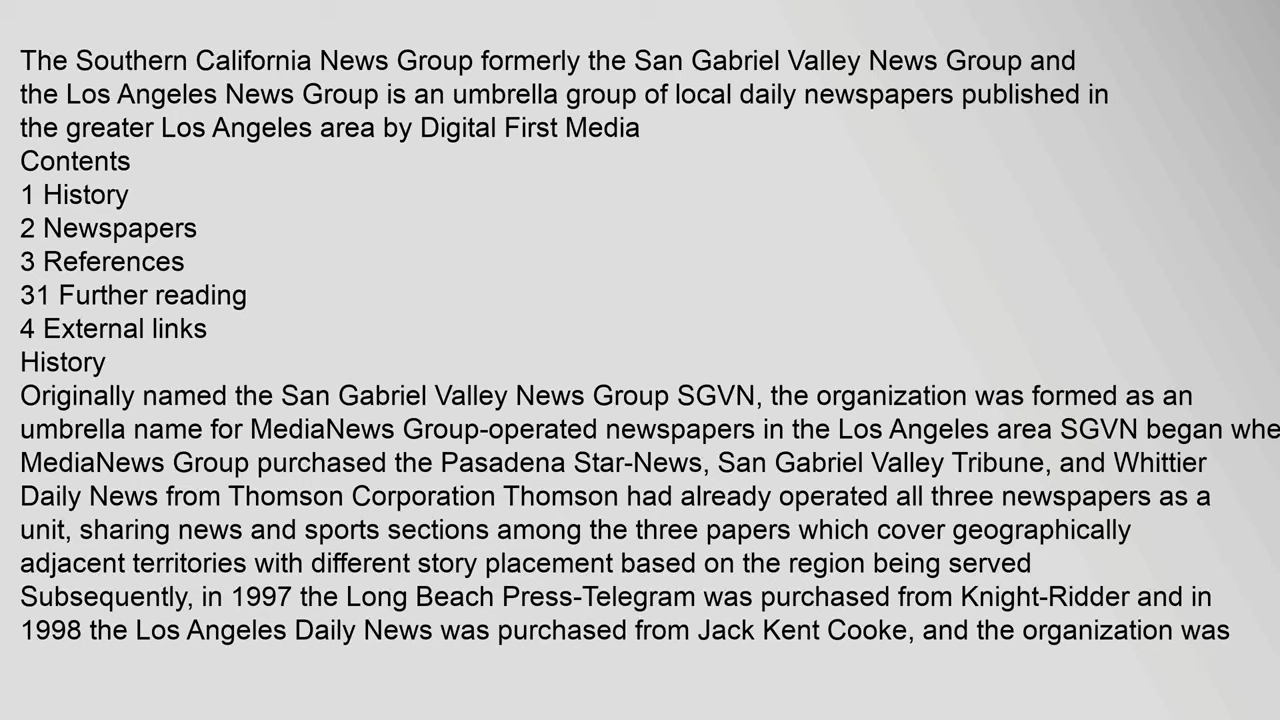 The Southern California News Group formerly the San Gabriel Valley News Group and
the Los Angeles News Group is an umbrella group of local daily newspapers published in
the greater Los Angeles area by Digital First Media
Contents
1 History
2 Newspapers
3 References
31 Further reading
4 External links
History
Originally named the San Gabriel Valley News Group SGVN, the organization was formed as an
umbrella name for MediaNews Group-operated newspapers in the Los Angeles area SGVN began whe
MediaNews Group purchased the Pasadena Star-News, San Gabriel Valley Tribune, and Whittier
Daily News from Thomson Corporation Thomson had already operated all three newspapers as a
unit, sharing news and sports sections among the three papers which cover geographically
adjacent territories with different story placement based on the region being served
Subsequently, in 1997 the Long Beach Press-Telegram was purchased from Knight-Ridder and in
1998 the Los Angeles Daily News was purchased from Jack Kent Cooke, and the organization was